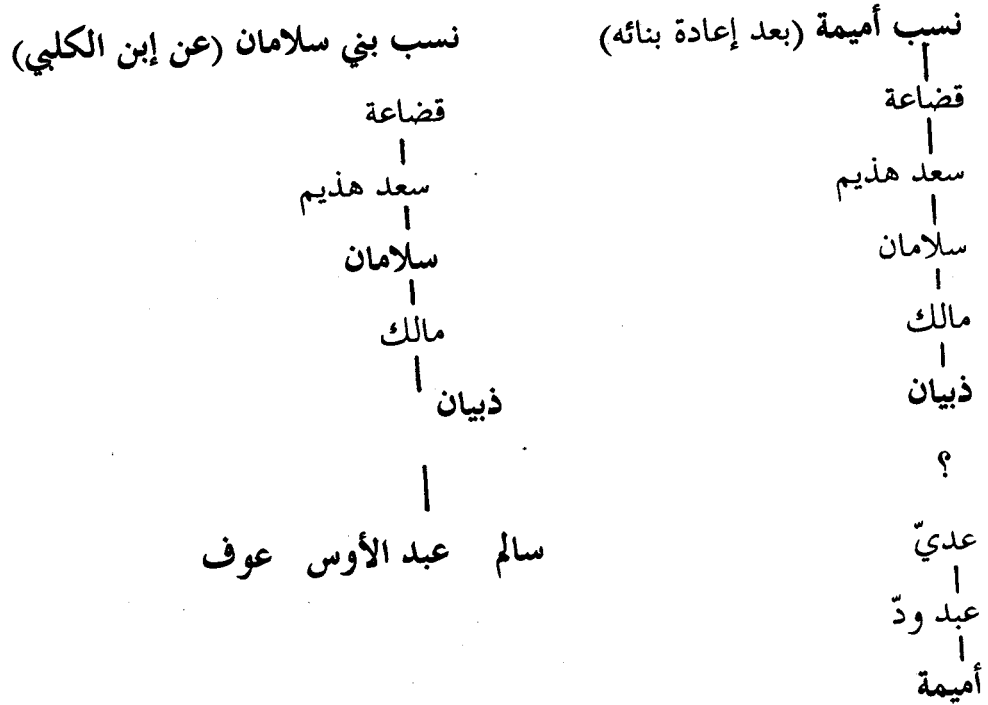 نسب أميمة (بعد إعادة بنائه)
قضاعة
سعد هذيم
سلامان
مالك
ذبيان
؟
عديّ
عبد ودّ
أميمة
نسب بني سلامان (عن إبن الكلبي)
قضاعة
سعد هذيم
سلامان
مالك
ذبيان
سالم عبد الأوس عوف